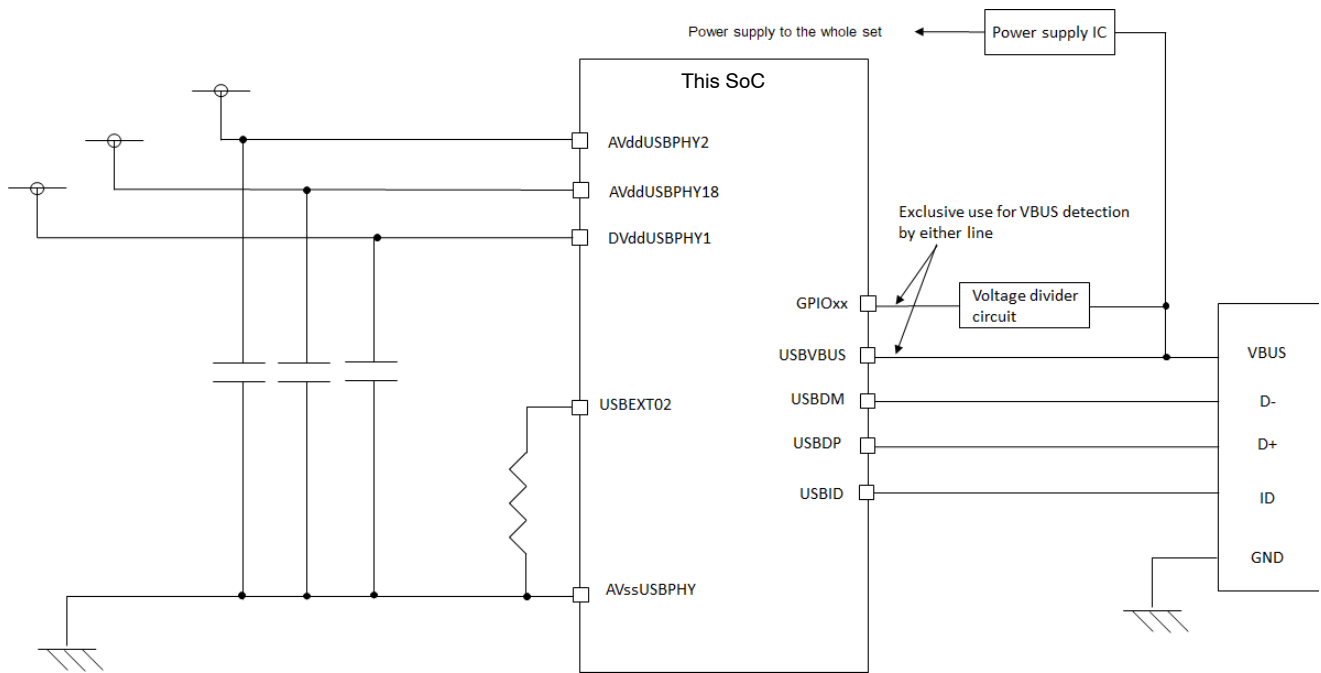 Power supply to the whole set
Power supply IC
This SoC
AVddUSBPHY2
AVddUSBPHY18
DVddUSBPHY1
Exclusive use for VBUS detection
by either line
GPIOxx
Voltage divider
circuit
USBVBUS
VBUS
USBEXT02
USBDM
D-
USBDP
D+
USBID
ID
GND
AVssUSBPHY